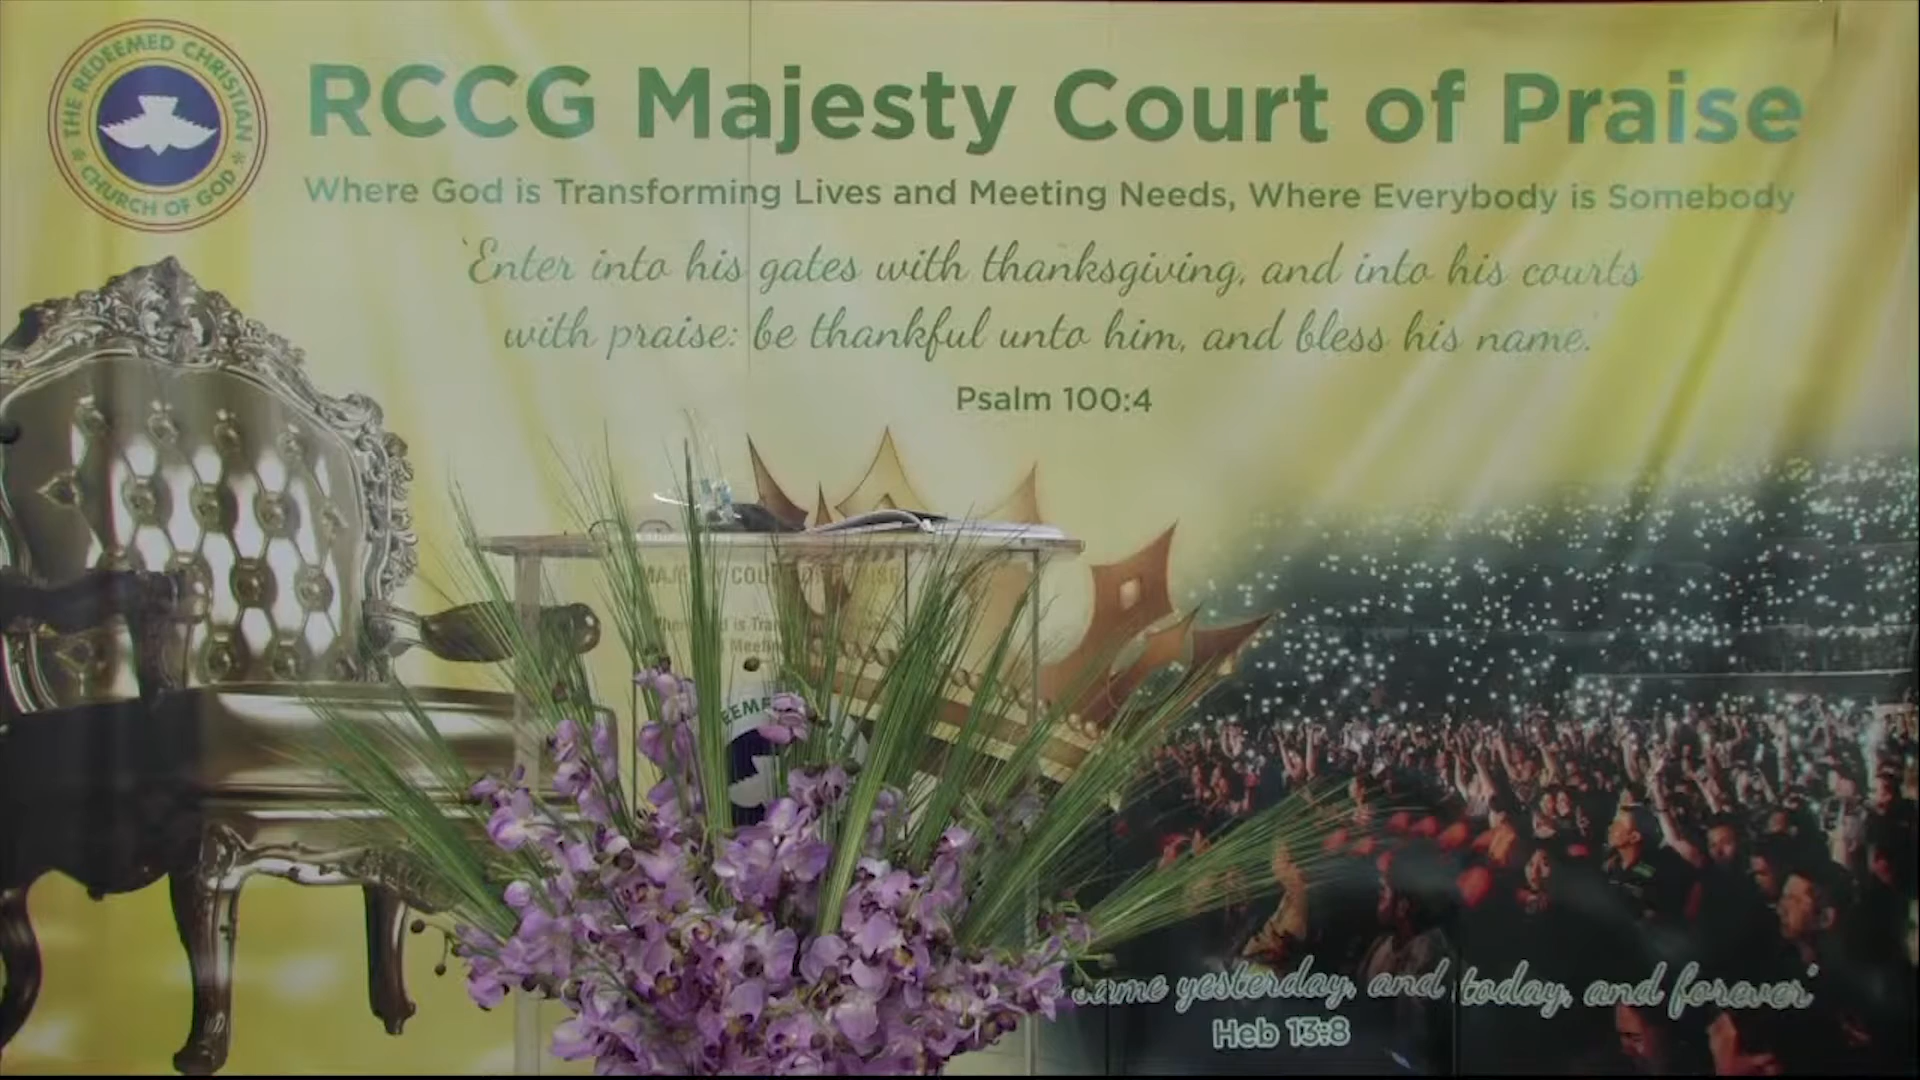 THE REDEEMED CHRISTIAN
* CHURCH OF GOD *
RCCG Majesty Court of Praise
Where God is Transforming Lives and Meeting Needs, Where Everybody is Somebody
'Enter into his gates with thanksgiving, and into his courts
with praise: be thankful unto him, and bless his name.'
Psalm 100:4
yesterday, and today, and forever'
Heb 13:8